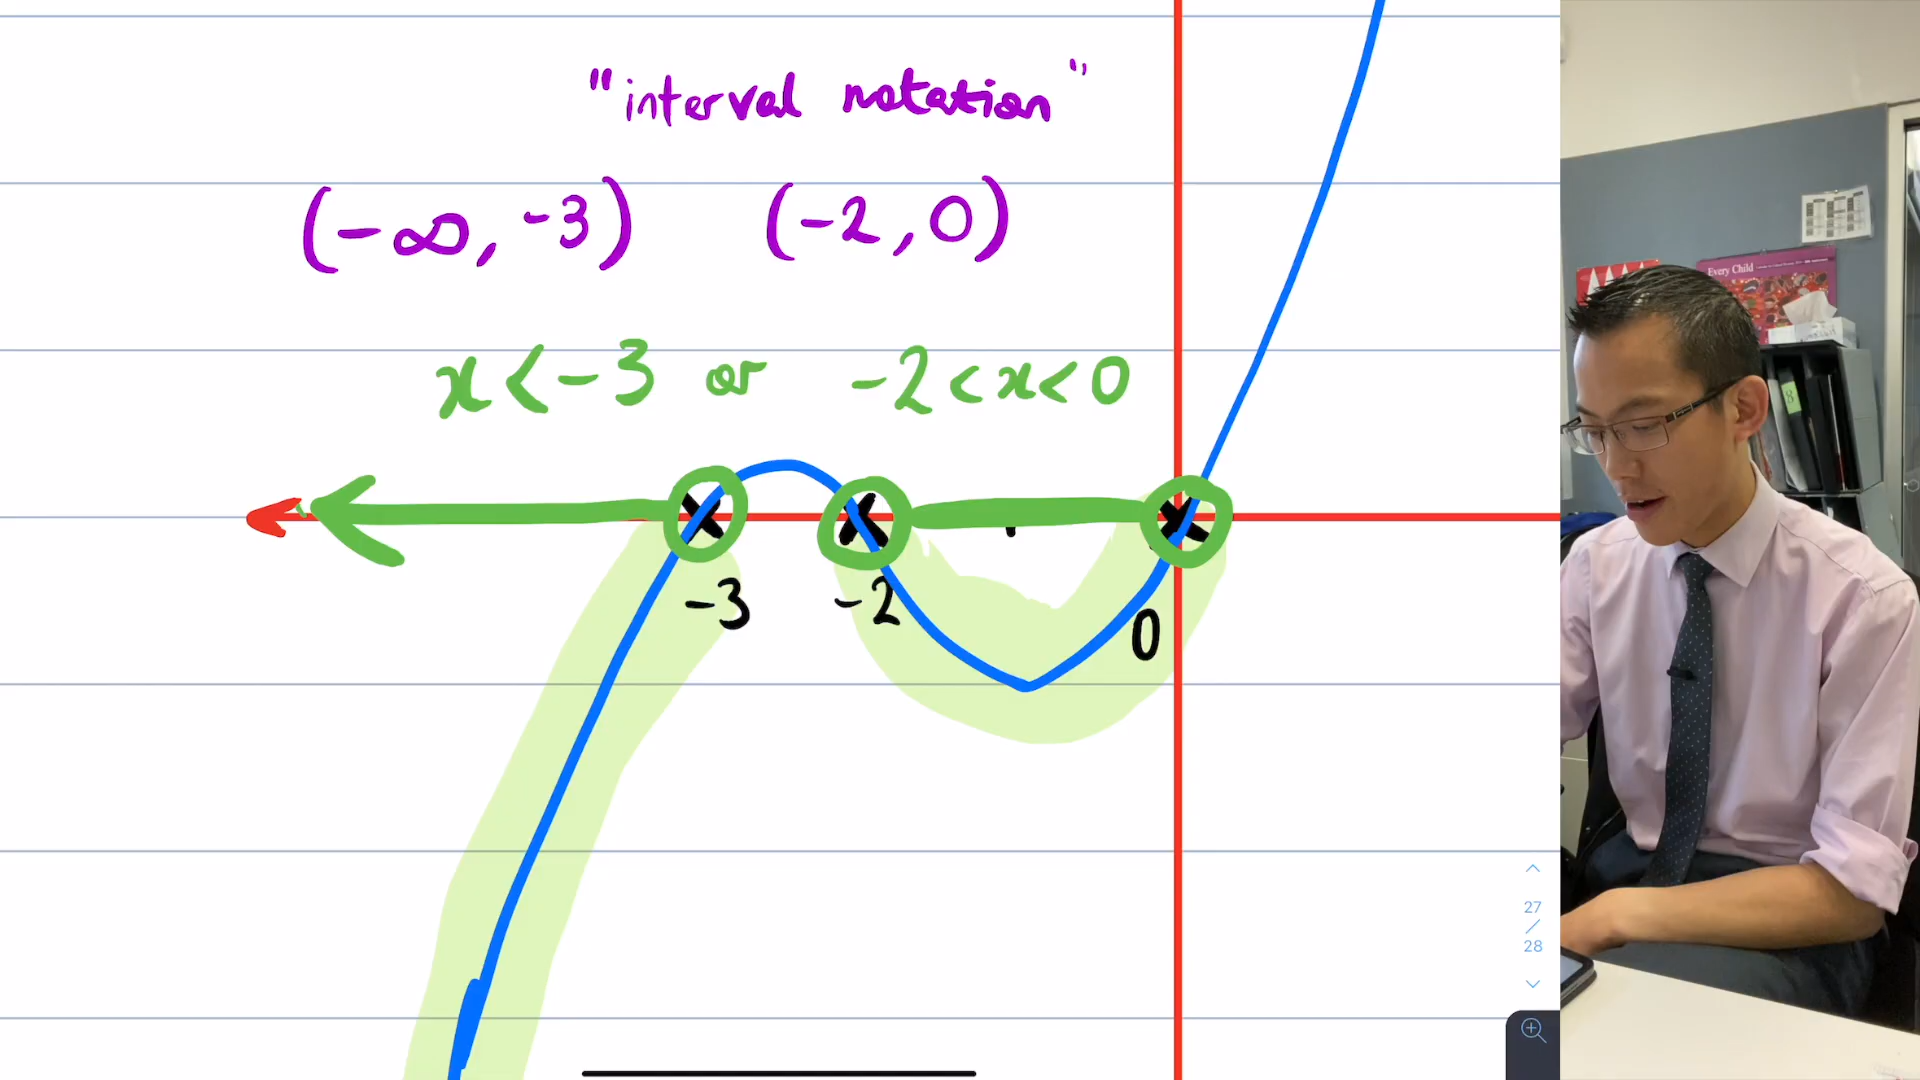 "interval notation"
(-∞, -3) (-2, 0)
x < -3 or -2 < x < 0
-3 -2 0
Every Child
27
/
28